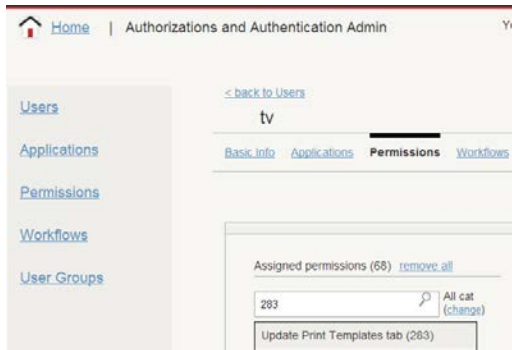 Home | Authorizations and Authentication Admin
< back to Users
tv
Basic Info Applications Permissions Workflows
Users
Applications
Permissions
Workflows
User Groups
Assigned permissions (68) remove all
283
All cat
(change)
Update Print Templates tab (283)